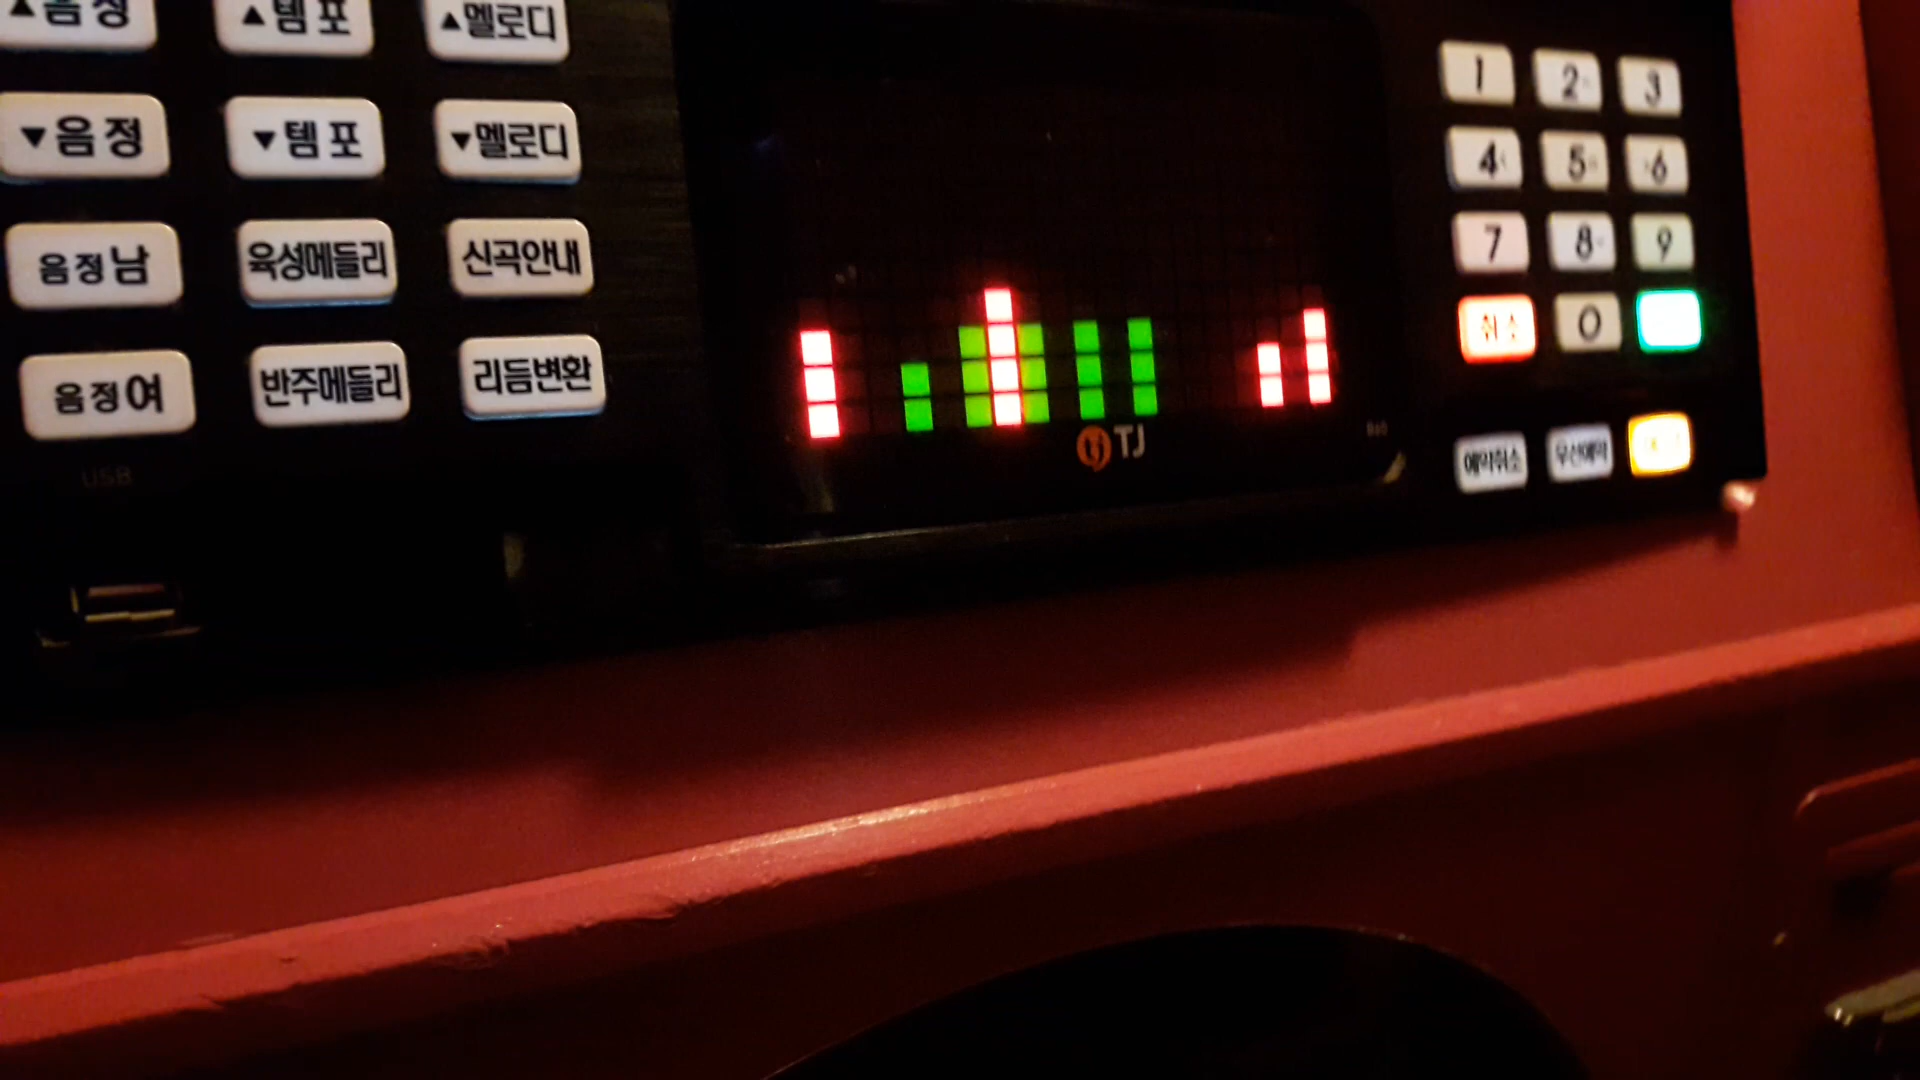 ▲음정 ▲템포 ▲멜로디
▼음정 ▼템포 ▼멜로디
음정남 육성메들리 신곡안내
음정여 반주메들리 리듬변환
USB
TJ
1 2 3
4 5 6
7 8 9
취소 0
예약취소 우선예약